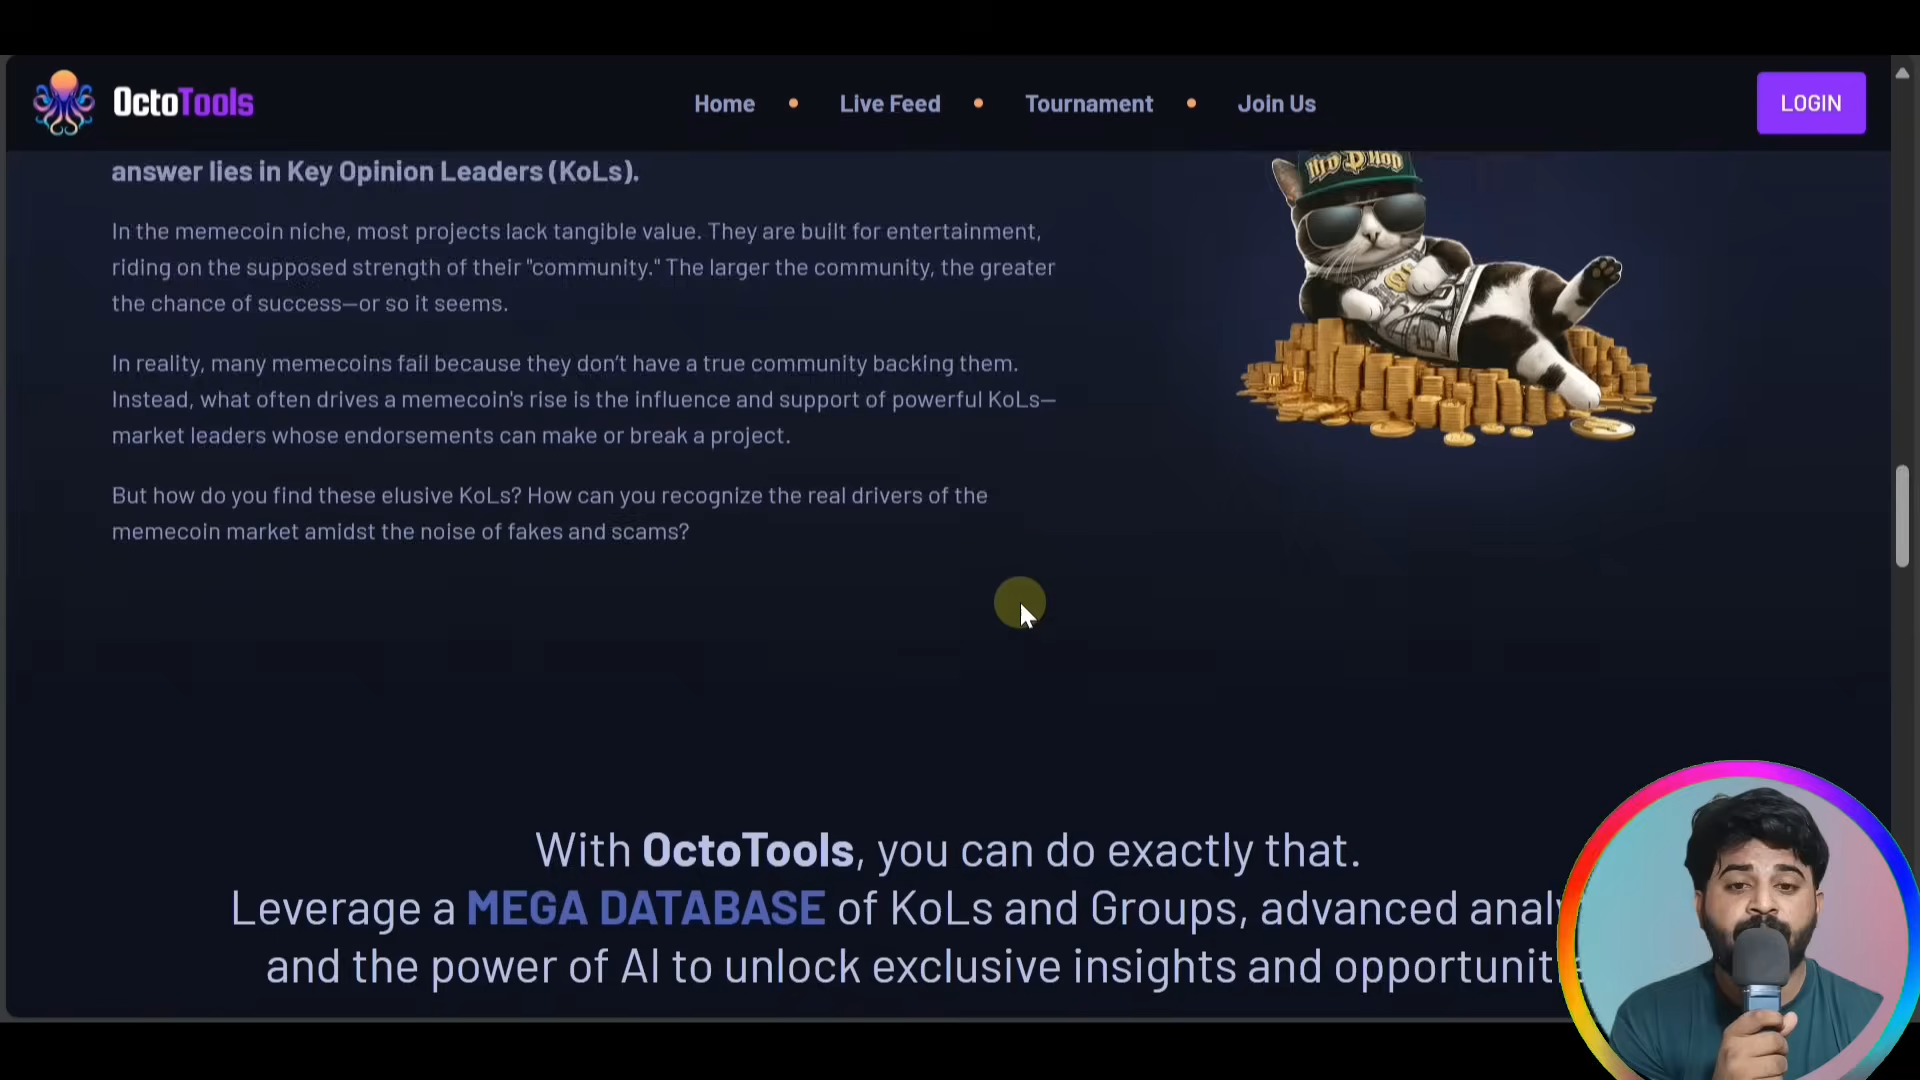 OctoTools
Home
Live Feed
Tournament
Join Us
LOGIN
answer lies in Key Opinion Leaders (KoLs).
In the memecoin niche, most projects lack tangible value. They are built for entertainment,
riding on the supposed strength of their "community." The larger the community, the greater
the chance of success—or so it seems.
In reality, many memecoins fail because they don’t have a true community backing them.
Instead, what often drives a memecoin's rise is the influence and support of powerful KoLs—
market leaders whose endorsements can make or break a project.
But how do you find these elusive KoLs? How can you recognize the real drivers of the
memecoin market amidst the noise of fakes and scams?
With OctoTools, you can do exactly that.
Leverage a MEGA DATABASE of KoLs and Groups, advanced
and the power of AI to unlock exclusive insights and